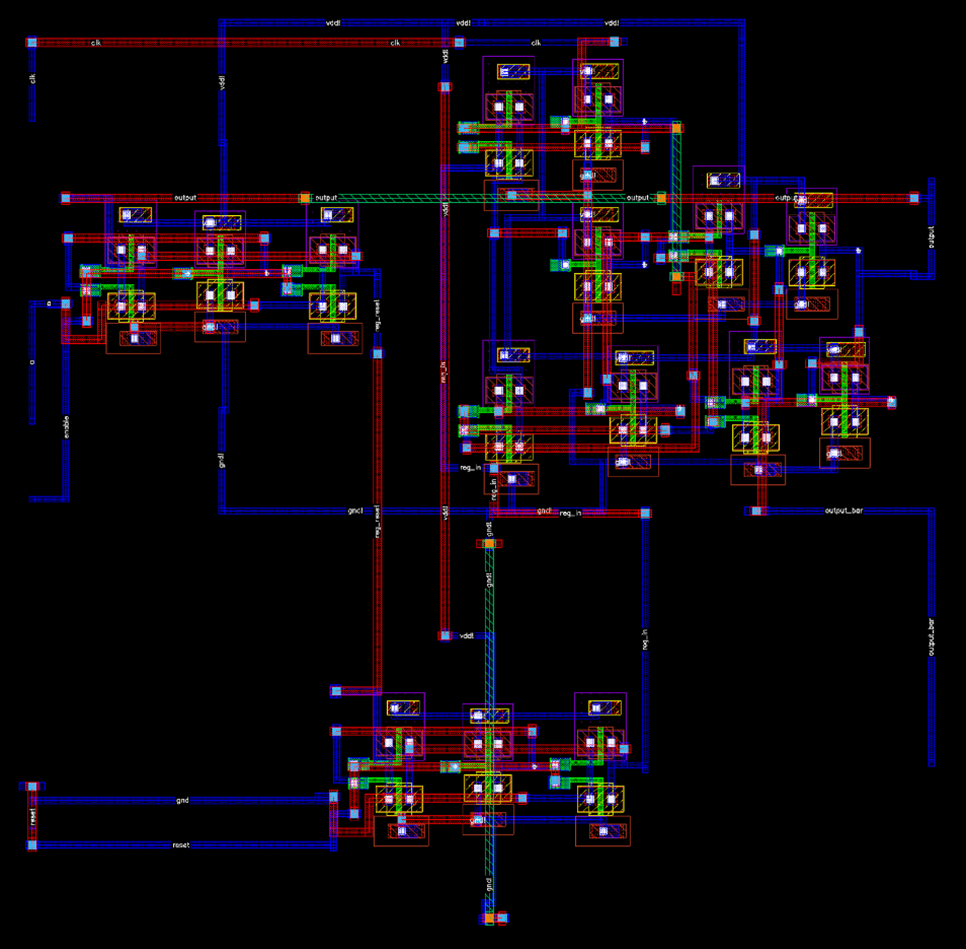 vdd! vdd! vdd!
clk clk clk
vdd!
clk
vdd!
vdd!
output output output
output
a
reg_reset
a
reg_in
enable
gnd!
reg_in
reg_in
gnd! gnd! reg_in output_bar
vdd!
reg_reset
gnd!
gnd!
vdd!
reg_in
output_bar
gnd
reset
gnd!
reset
gnd!